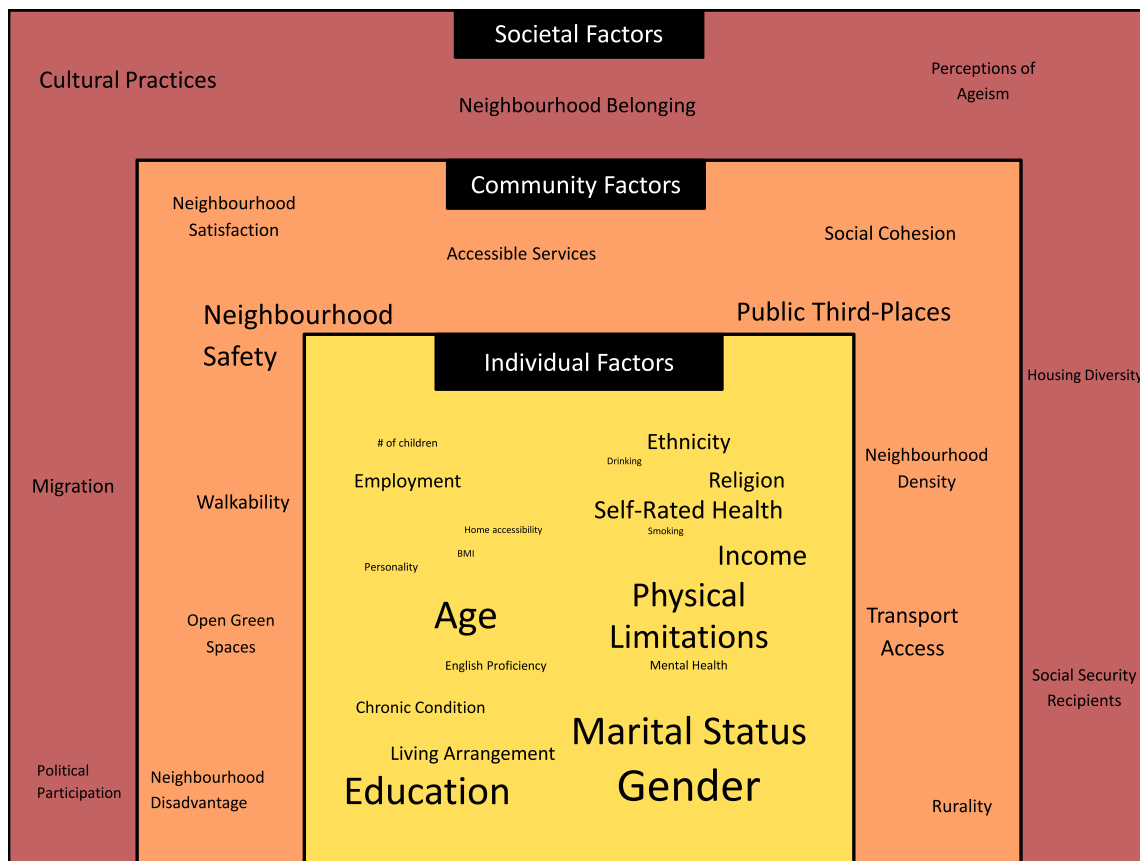 Societal Factors
Cultural Practices
Perceptions of
Ageism
Neighbourhood Belonging
Community Factors
Neighbourhood
Satisfaction
Social Cohesion
Accessible Services
Neighbourhood
Safety
Public Third-Places
Individual Factors
Housing Diversity
# of children
Ethnicity
Drinking
Neighbourhood
Density
Employment
Religion
Migration
Walkability
Self-Rated Health
Home accessibility
Smoking
BMI
Income
Personality
Physical
Limitations
Age
Open Green
Spaces
Transport
Access
English Proficiency
Mental Health
Social Security
Recipients
Chronic Condition
Marital Status
Living Arrangement
Political
Participation
Neighbourhood
Disadvantage
Education
Gender
Rurality